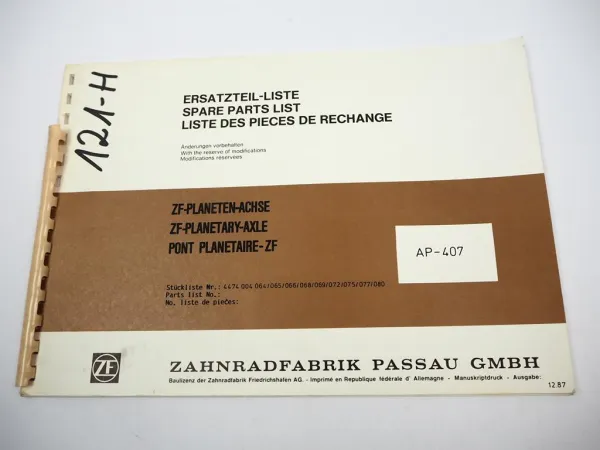 121-H
ERSATZTEIL-LISTE
SPARE PARTS LIST
LISTE DES PIECES DE RECHANGE
Änderungen vorbehalten
With the reserve of modifications
Modifications réservées
ZF-PLANETEN-ACHSE
ZF-PLANETARY-AXLE
PONT PLANETAIRE-ZF
AP-407
Stückliste Nr.: 4474 004 064/065/066/068/069/072/075/077/080
Parts list No.:
No. liste de pieces:
ZF
ZAHNRADFABRIK PASSAU GMBH
Baulizenz der Zahnradfabrik Friedrichshafen AG. - Imprimé en Republique fédérale d' Allemagne - Manuskriptdruck - Ausgabe:
12.87